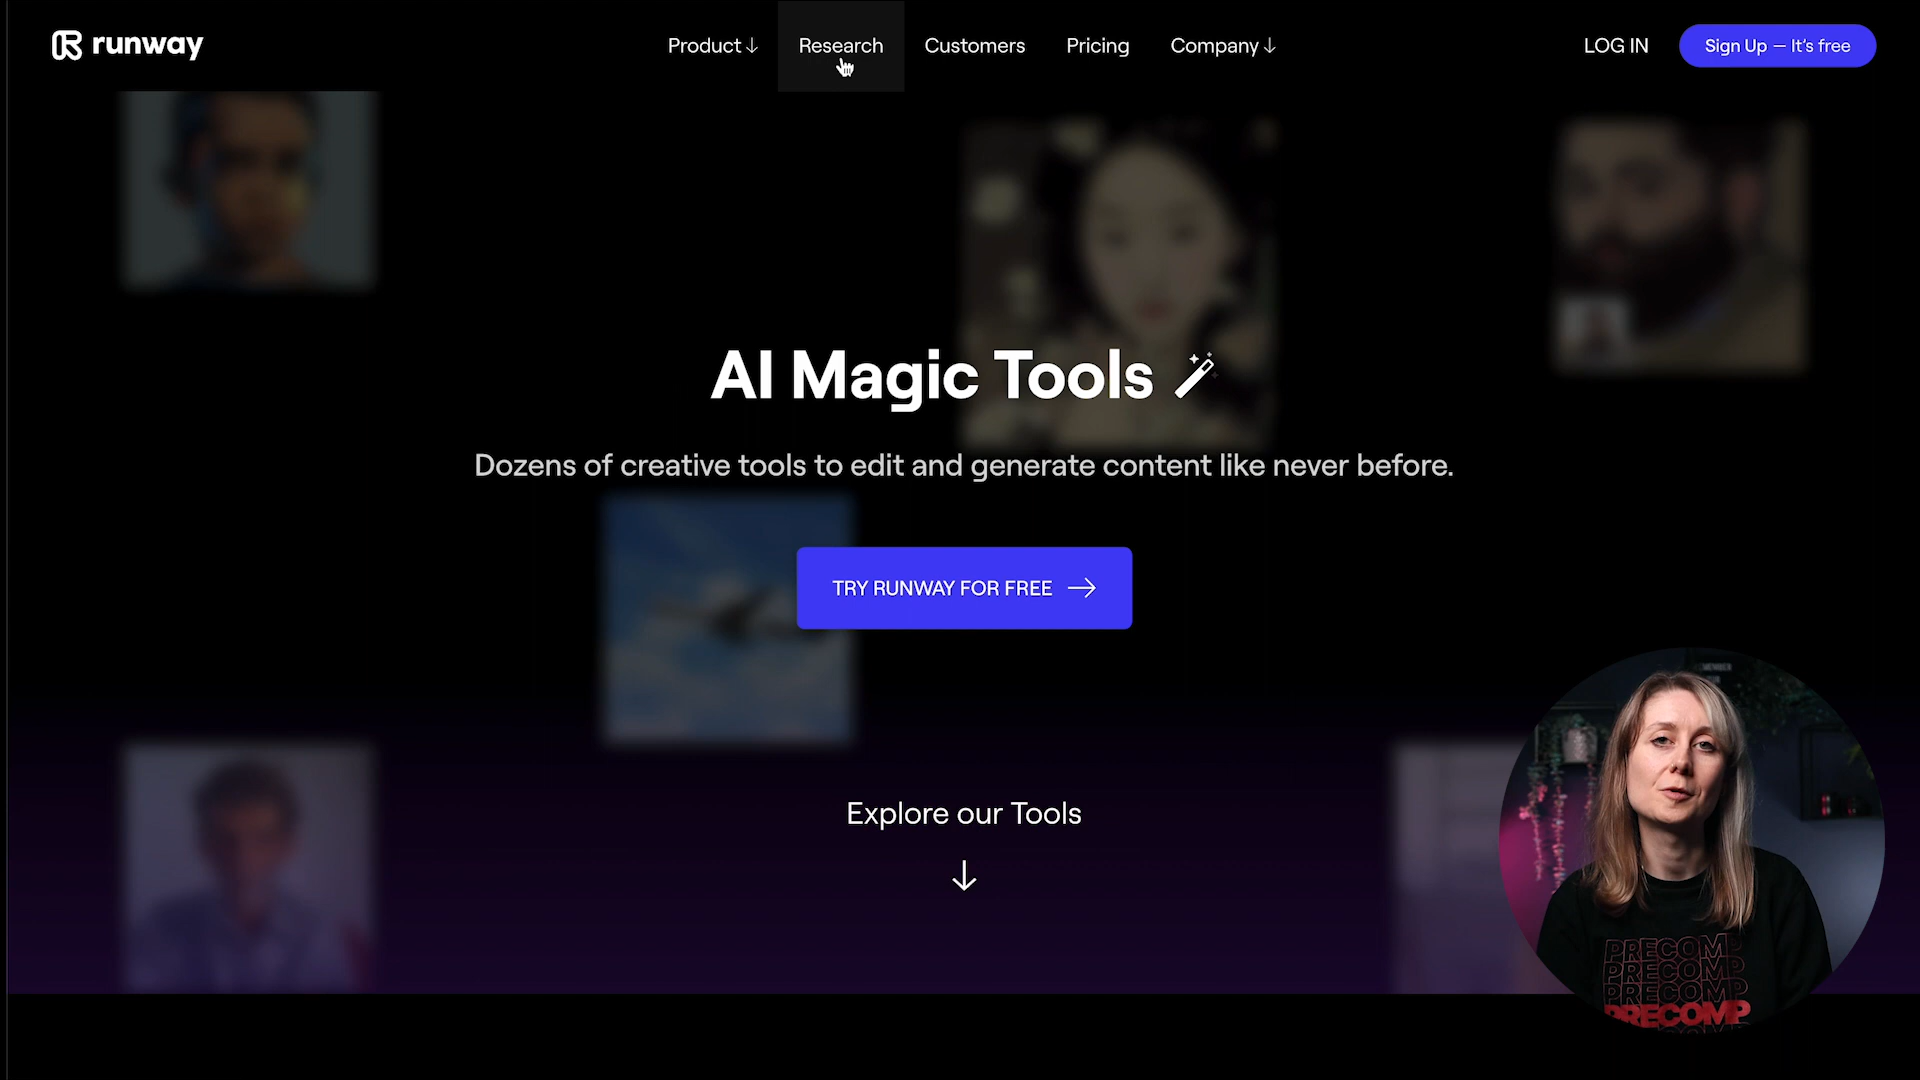 runway
Product ↓
Research
Customers
Pricing
Company ↓
LOG IN
Sign Up — It's free
AI Magic Tools
Dozens of creative tools to edit and generate content like never before.
TRY RUNWAY FOR FREE →
Explore our Tools
↓
MEMBER
PRECOMP
PRECOMP
PRECOMP
PRECOMP